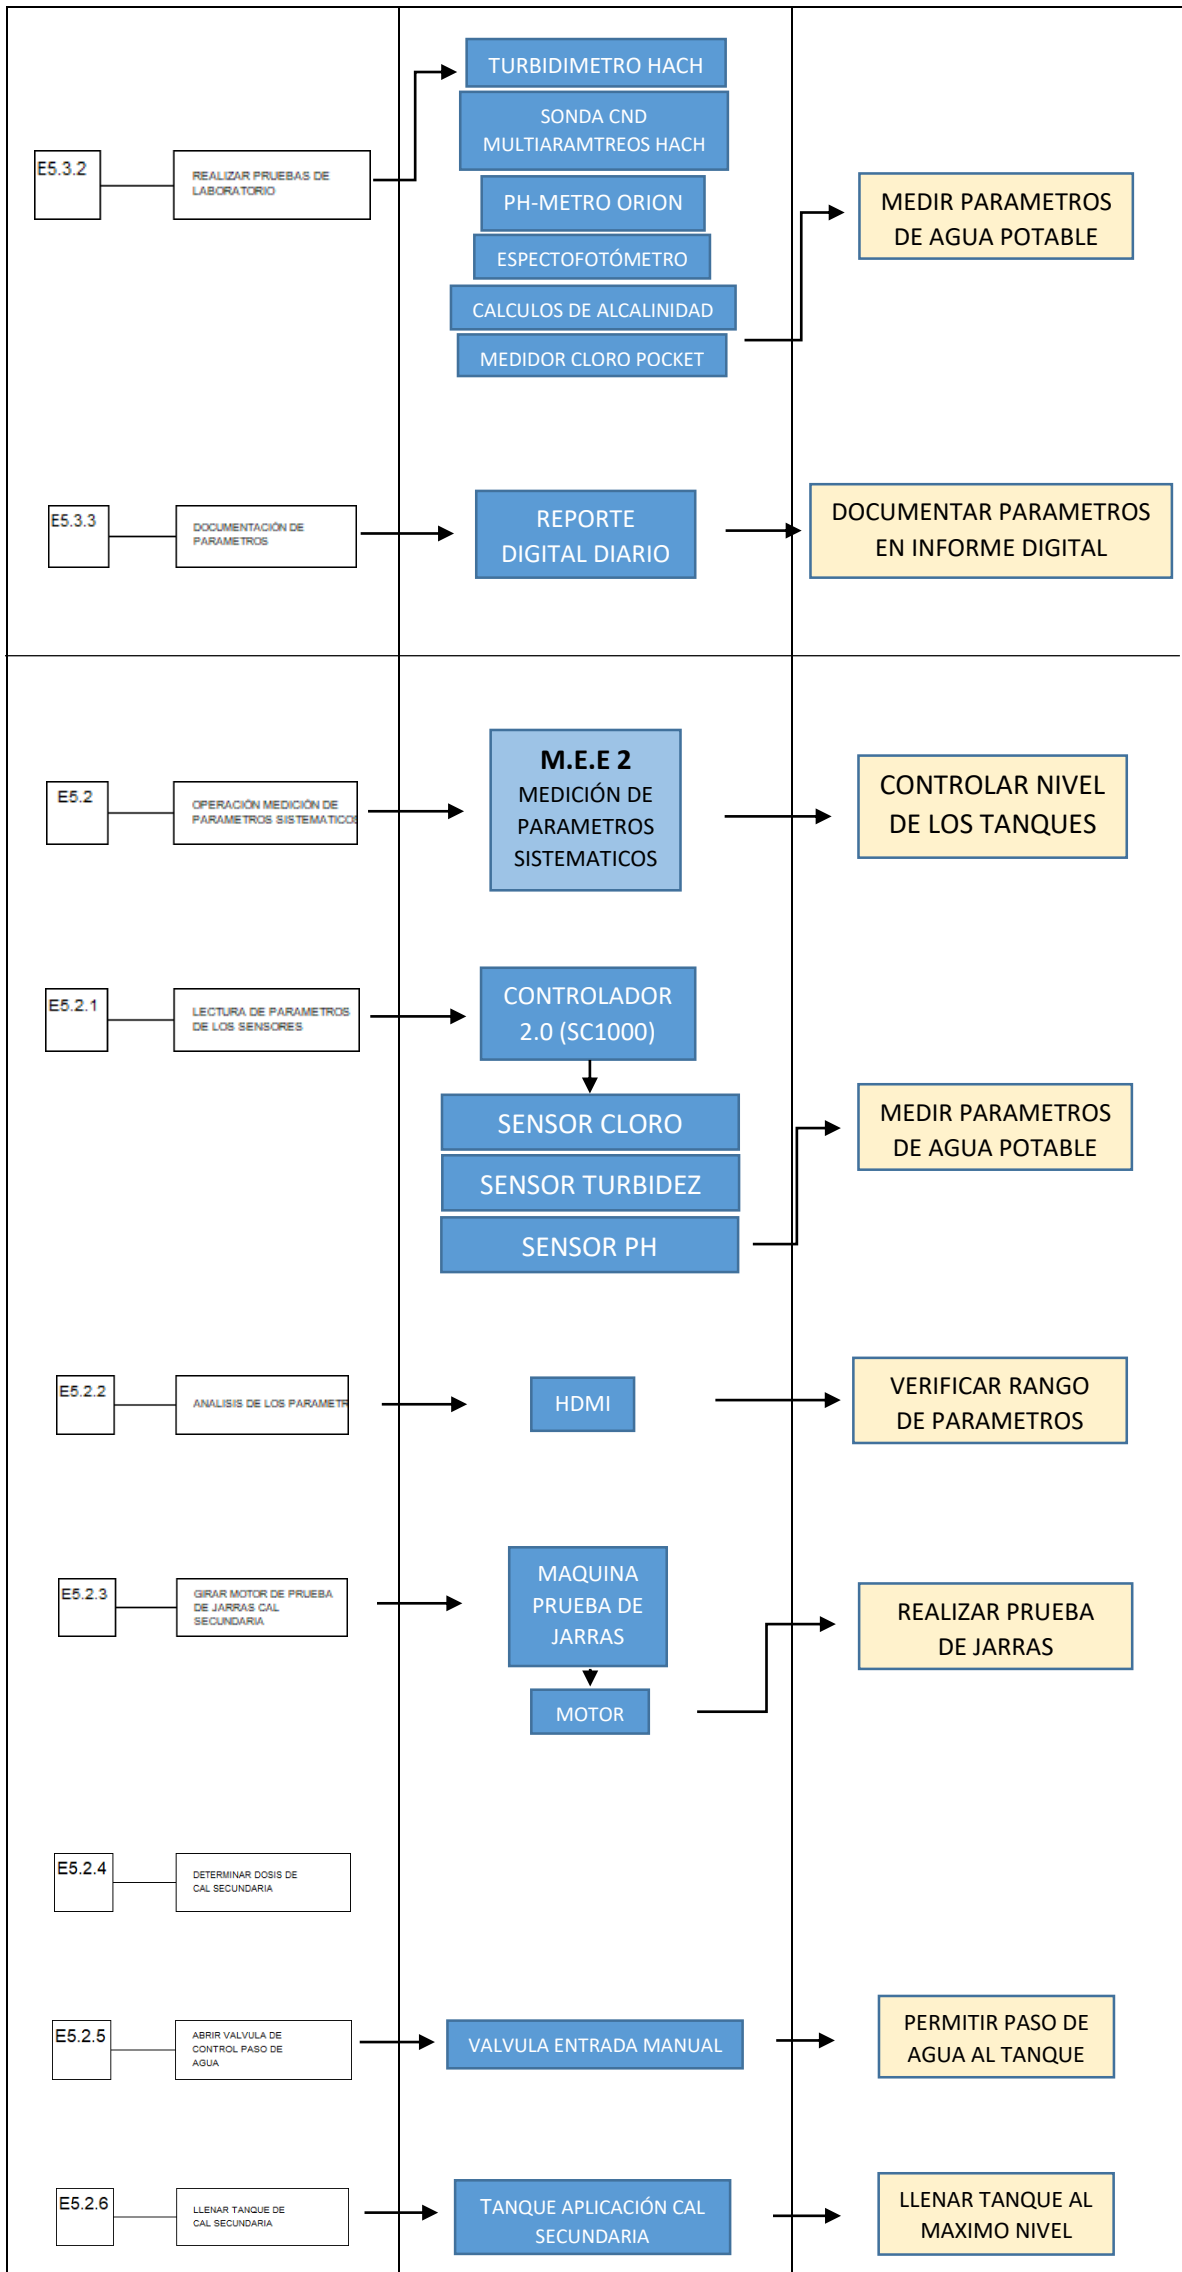 E5.3.2
REALIZAR PRUEBAS DE
LABORATORIO
TURBIDIMETRO HACH
SONDA CND
MULTIARAMTREOS HACH
PH-METRO ORION
ESPECTOFOTÓMETRO
CALCULOS DE ALCALINIDAD
MEDIDOR CLORO POCKET
MEDIR PARAMETROS
DE AGUA POTABLE
E5.3.3
DOCUMENTACIÓN DE
PARAMETROS
REPORTE
DIGITAL DIARIO
DOCUMENTAR PARAMETROS
EN INFORME DIGITAL
E5.2
OPERACIÓN MEDICIÓN DE
PARAMETROS SISTEMATICOS
M.E.E 2
MEDICIÓN DE
PARAMETROS
SISTEMATICOS
CONTROLAR NIVEL
DE LOS TANQUES
E5.2.1
LECTURA DE PARAMETROS
DE LOS SENSORES
CONTROLADOR
2.0 (SC1000)
SENSOR CLORO
SENSOR TURBIDEZ
SENSOR PH
MEDIR PARAMETROS
DE AGUA POTABLE
E5.2.2
ANALISIS DE LOS PARAMETR
HDMI
VERIFICAR RANGO
DE PARAMETROS
E5.2.3
GIRAR MOTOR DE PRUEBA
DE JARRAS CAL
SECUNDARIA
MAQUINA
PRUEBA DE
JARRAS
MOTOR
REALIZAR PRUEBA
DE JARRAS
E5.2.4
DETERMINAR DOSIS DE
CAL SECUNDARIA
E5.2.5
ABRIR VALVULA DE
CONTROL PASO DE
AGUA
VALVULA ENTRADA MANUAL
PERMITIR PASO DE
AGUA AL TANQUE
E5.2.6
LLENAR TANQUE DE
CAL SECUNDARIA
TANQUE APLICACIÓN CAL
SECUNDARIA
LLENAR TANQUE AL
MAXIMO NIVEL